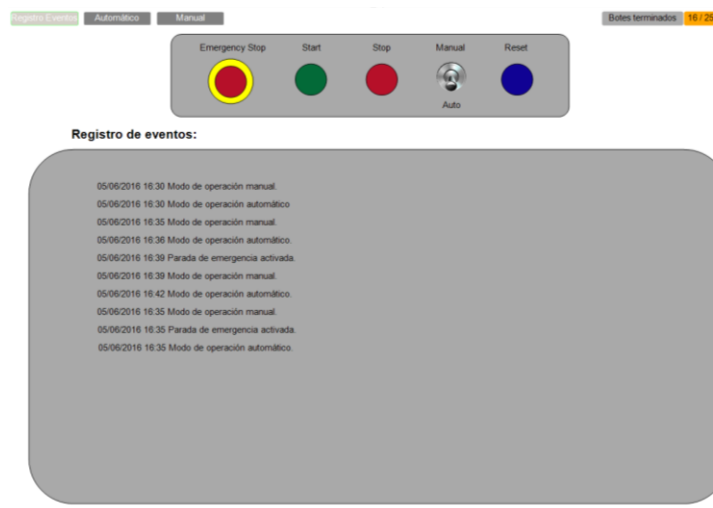 Registro Eventos Automático Manual Botes terminados 16 / 25
Emergency Stop Start Stop Manual Reset
Auto
Registro de eventos:
05/06/2016 16:30 Modo de operación manual.
05/06/2016 16:30 Modo de operación automático
05/06/2016 16:35 Modo de operación manual.
05/06/2016 16:36 Modo de operación automático.
05/06/2016 16:39 Parada de emergencia activada.
05/06/2016 16:39 Modo de operación manual.
05/06/2016 16:42 Modo de operación automático.
05/06/2016 16:35 Modo de operación manual.
05/06/2016 16:35 Parada de emergencia activada.
05/06/2016 16:35 Modo de operación automático.